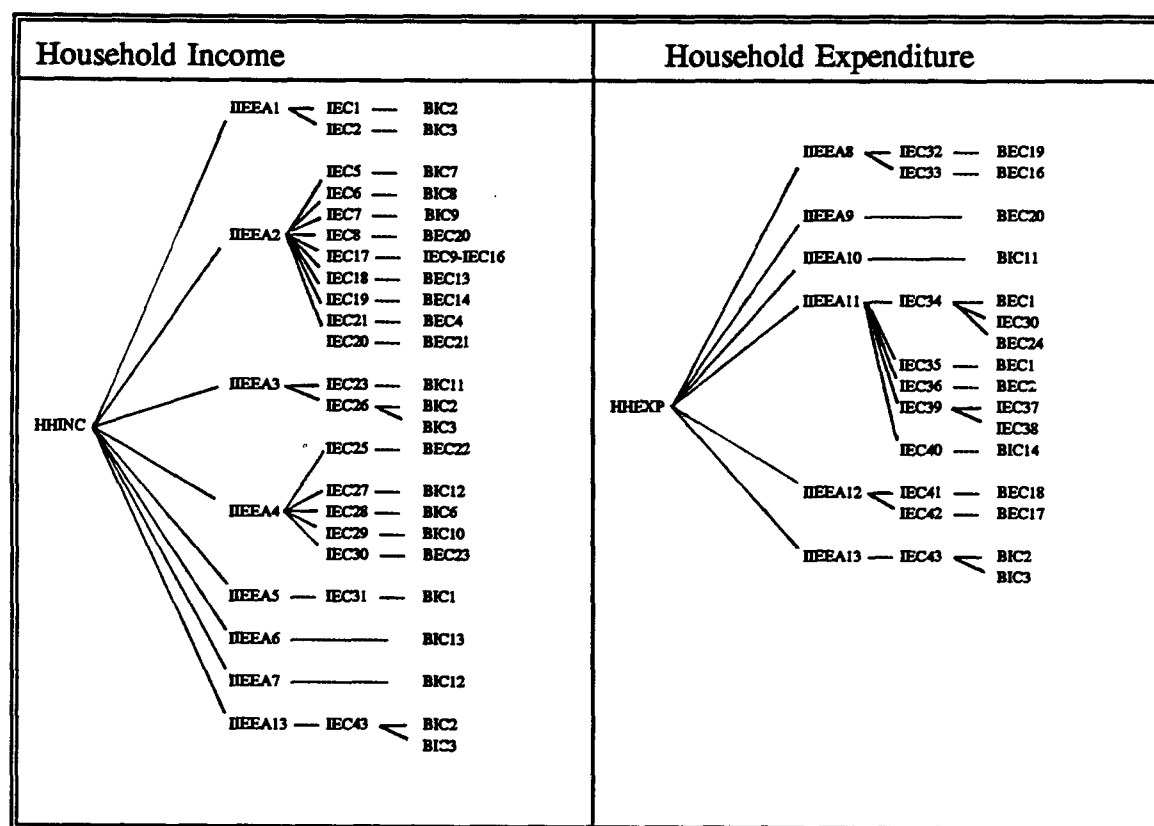 Household Income
IIEEA1 IEC1 BIC2
IEC2 BIC3
IEC5 BIC7
IEC6 BIC8
IEC7 BIC9
IIEEA2 IEC8 BEC20
IEC17 IEC9-IEC16
IEC18 BEC13
IEC19 BEC14
IEC21 BEC4
IEC20 BEC21
IIEEA3 IEC23 BIC11
IEC26 BIC2
HHINC BIC3
IEC25 BEC22
IEC27 BIC12
IIEEA4 IEC28 BIC6
IEC29 BIC10
IEC30 BEC23
IIEEA5 IEC31 BIC1
IIEEA6 BIC13
IIEEA7 BIC12
IIEEA13 IEC43 BIC2
BIC3
Household Expenditure
IIEEA8 IEC32 BEC19
IEC33 BEC16
IIEEA9 BEC20
IIEEA10 BIC11
IIEEA11 IEC34 BEC1
IEC30
BEC24
IEC35 BEC1
IEC36 BEC2
HHEXP IEC39 IEC37
IEC38
IEC40 BIC14
IIEEA12 IEC41 BEC18
IEC42 BEC17
IIEEA13 IEC43 BIC2
BIC3